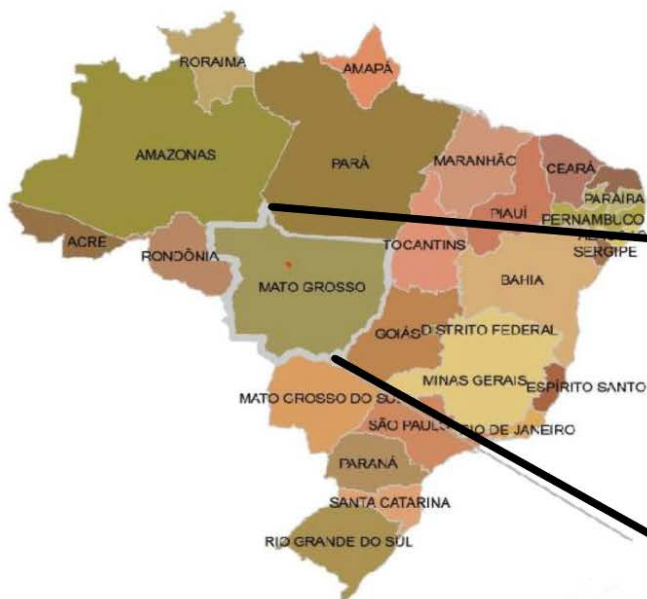 RORAIMA
AMAPÁ
AMAZONAS
PARÁ
MARANHÃO
CEARÁ
PARAÍBA
PIAUÍ
PERNAMBUCO
ACRE
RONDÔNIA
TOCANTINS
SERGIPE
MATO GROSSO
BAHIA
GOIÁS
DISTRITO FEDERAL
MINAS GERAIS
ESPÍRITO SANTO
MATO GROSSO DO SUL
SÃO PAULO
RIO DE JANEIRO
PARANÁ
SANTA CATARINA
RIO GRANDE DO SUL